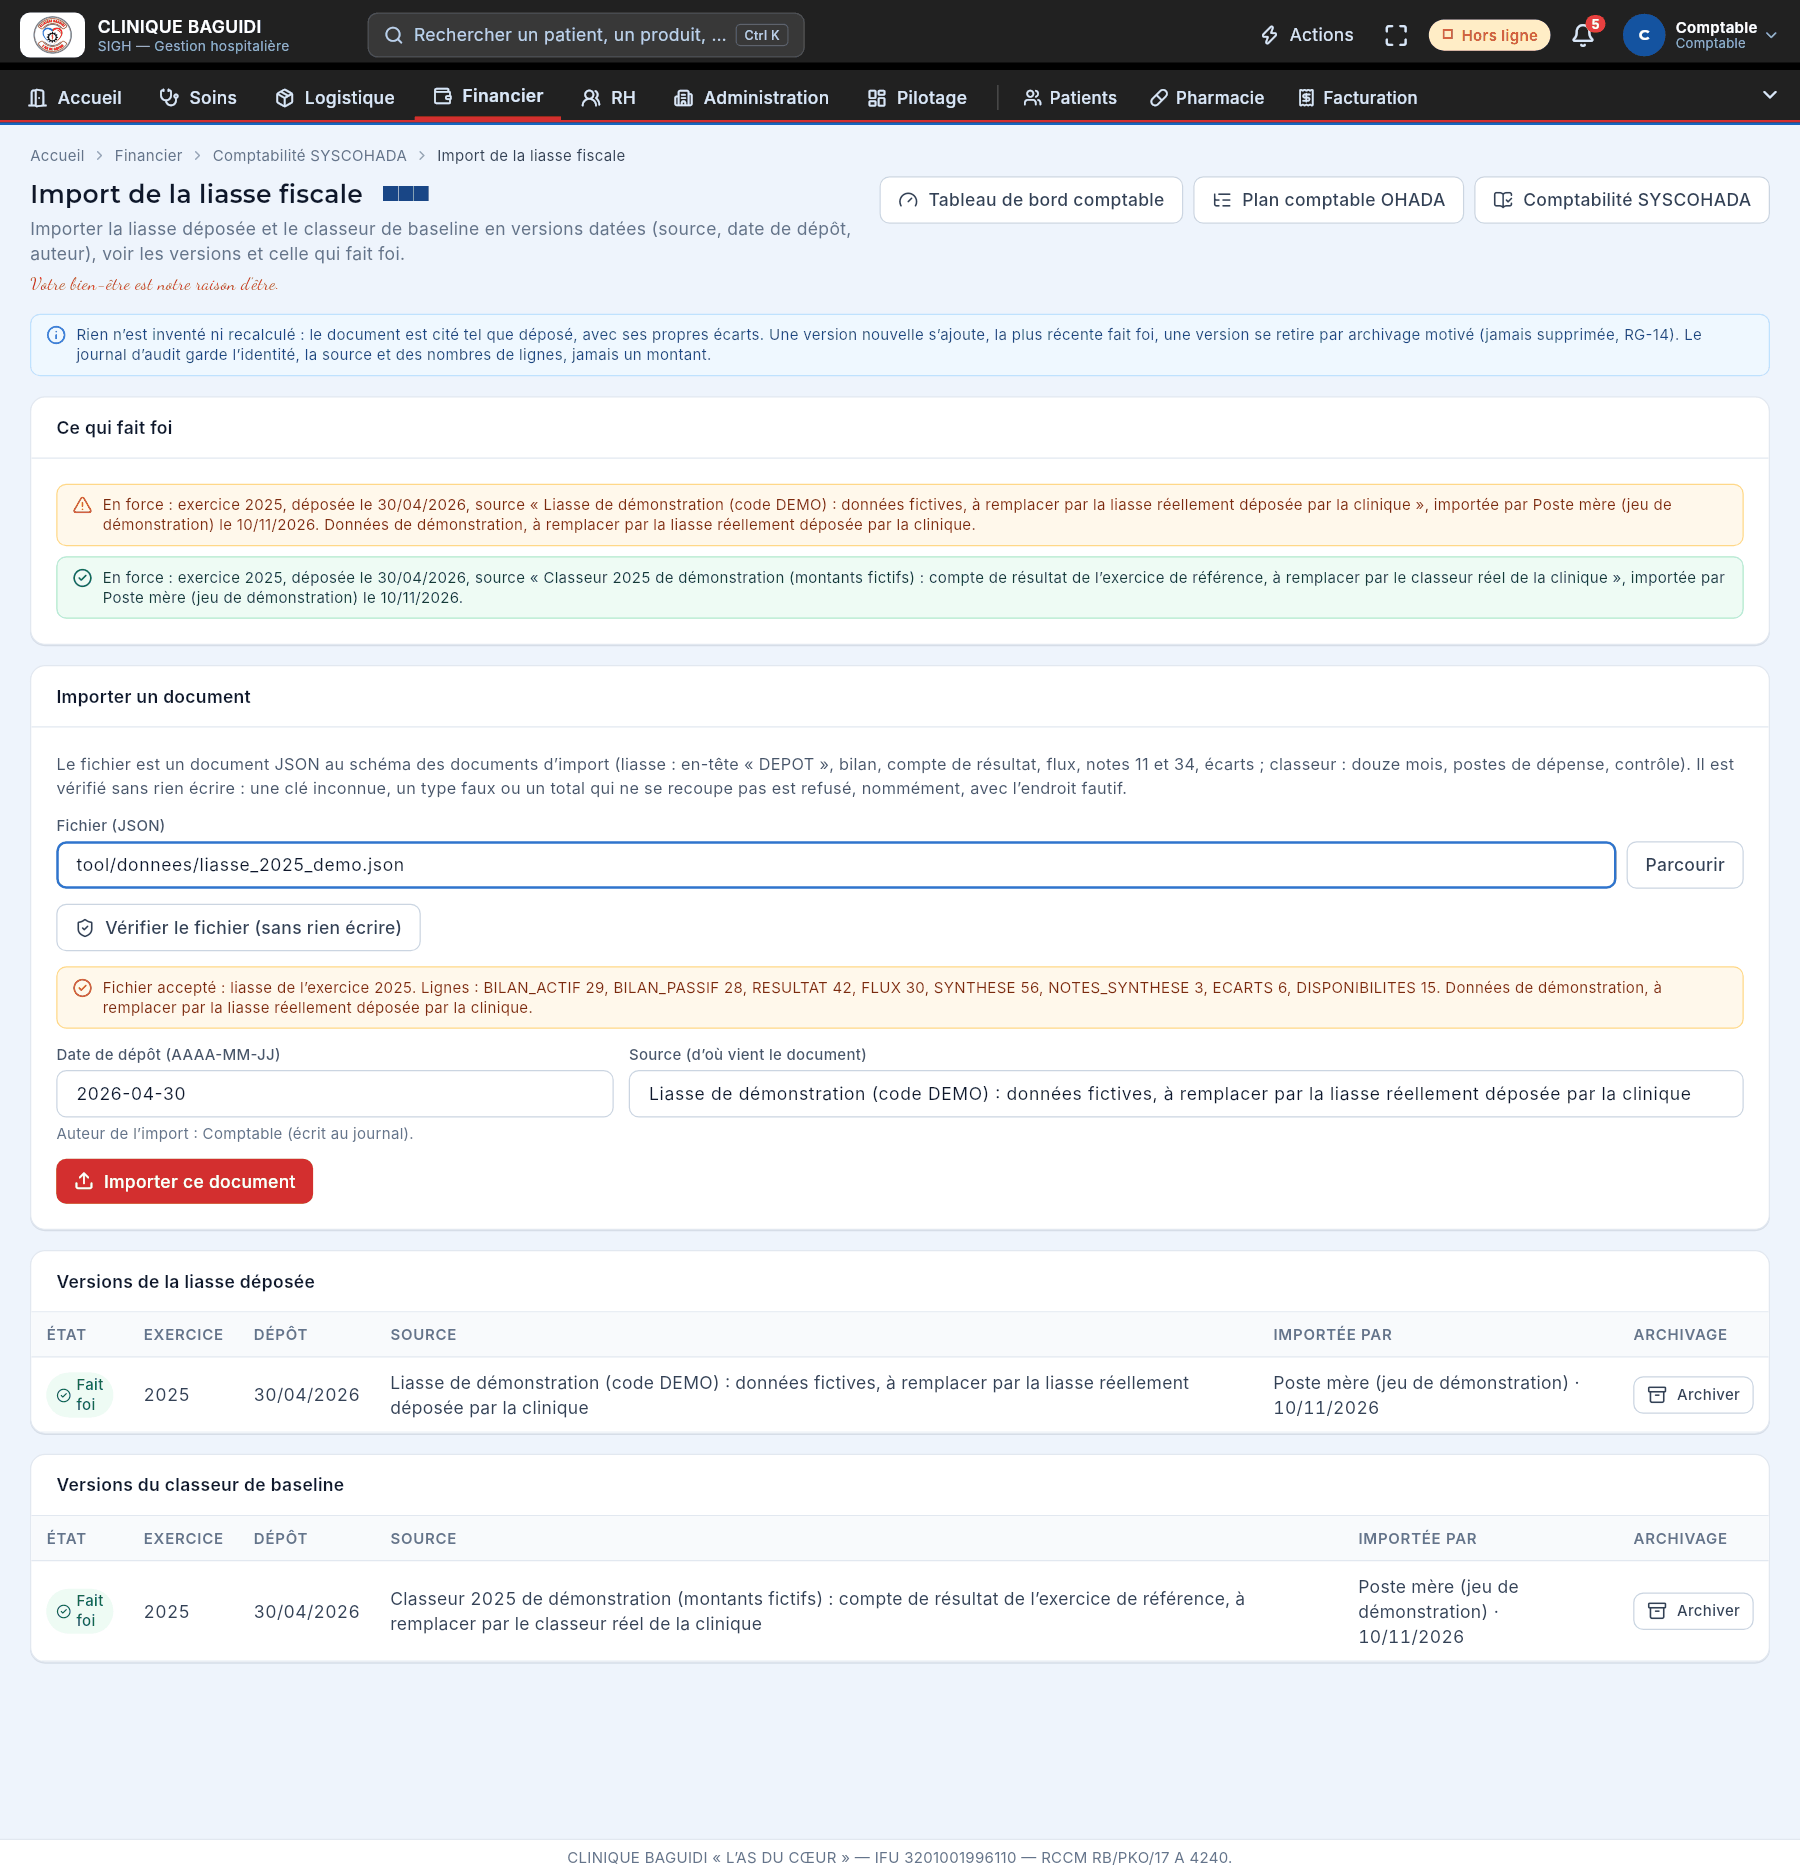 CLINIQUE BAGUIDI
SIGH — Gestion hospitalière
Rechercher un patient, un produit, ... Ctrl K
Actions
Hors ligne
5
C
Comptable
Comptable
Accueil Soins Logistique Financier RH Administration Pilotage Patients Pharmacie Facturation
Accueil > Financier > Comptabilité SYSCOHADA > Import de la liasse fiscale
Import de la liasse fiscale
Tableau de bord comptable
Plan comptable OHADA
Comptabilité SYSCOHADA
Importer la liasse déposée et le classeur de baseline en versions datées (source, date de dépôt,
auteur), voir les versions et celle qui fait foi.
Votre bien-être est notre raison d'être.
Rien n’est inventé ni recalculé : le document est cité tel que déposé, avec ses propres écarts. Une version nouvelle s’ajoute, la plus récente fait foi, une version se retire par archivage motivé (jamais supprimée, RG-14). Le
journal d’audit garde l’identité, la source et des nombres de lignes, jamais un montant.
Ce qui fait foi
En force : exercice 2025, déposée le 30/04/2026, source « Liasse de démonstration (code DEMO) : données fictives, à remplacer par la liasse réellement déposée par la clinique », importée par Poste mère (jeu de
démonstration) le 10/11/2026. Données de démonstration, à remplacer par la liasse réellement déposée par la clinique.
En force : exercice 2025, déposée le 30/04/2026, source « Classeur 2025 de démonstration (montants fictifs) : compte de résultat de l’exercice de référence, à remplacer par le classeur réel de la clinique », importée par
Poste mère (jeu de démonstration) le 10/11/2026.
Importer un document
Le fichier est un document JSON au schéma des documents d’import (liasse : en-tête « DEPOT », bilan, compte de résultat, flux, notes 11 et 34, écarts ; classeur : douze mois, postes de dépense, contrôle). Il est
vérifié sans rien écrire : une clé inconnue, un type faux ou un total qui ne se recoupe pas est refusé, nommément, avec l’endroit fautif.
Fichier (JSON)
tool/donnees/liasse_2025_demo.json
Parcourir
Vérifier le fichier (sans rien écrire)
Fichier accepté : liasse de l’exercice 2025. Lignes : BILAN_ACTIF 29, BILAN_PASSIF 28, RESULTAT 42, FLUX 30, SYNTHESE 56, NOTES_SYNTHESE 3, ECARTS 6, DISPONIBILITES 15. Données de démonstration, à
remplacer par la liasse réellement déposée par la clinique.
Date de dépôt (AAAA-MM-JJ)
Source (d’où vient le document)
2026-04-30
Liasse de démonstration (code DEMO) : données fictives, à remplacer par la liasse réellement déposée par la clinique
Auteur de l’import : Comptable (écrit au journal).
Importer ce document
Versions de la liasse déposée
ÉTAT EXERCICE DÉPÔT SOURCE IMPORTÉE PAR ARCHIVAGE
Fait
foi
2025
30/04/2026
Liasse de démonstration (code DEMO) : données fictives, à remplacer par la liasse réellement
déposée par la clinique
Poste mère (jeu de démonstration) ·
10/11/2026
Archiver
Versions du classeur de baseline
ÉTAT EXERCICE DÉPÔT SOURCE IMPORTÉE PAR ARCHIVAGE
Fait
foi
2025
30/04/2026
Classeur 2025 de démonstration (montants fictifs) : compte de résultat de l’exercice de référence, à
remplacer par le classeur réel de la clinique
Poste mère (jeu de
démonstration) ·
10/11/2026
Archiver
CLINIQUE BAGUIDI « L’AS DU CŒUR » — IFU 3201001996110 — RCCM RB/PKO/17 A 4240.